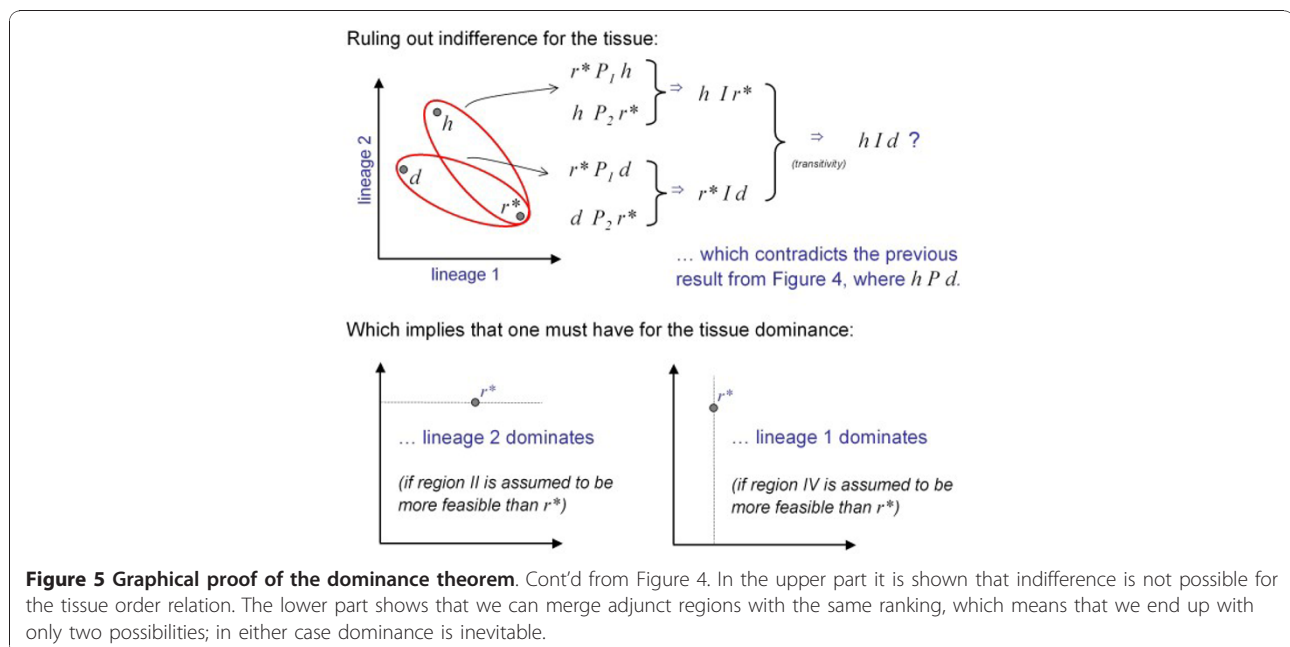 Ruling out indifference for the tissue:
lineage 2
h
d
r*
lineage 1
r* P1 h
h P2 r*
⇒ h I r*
r* P1 d
d P2 r*
⇒ r* I d
⇒
(transitivity)
h I d ?
... which contradicts the previous
result from Figure 4, where h P d.
Which implies that one must have for the tissue dominance:
r*
... lineage 2 dominates
(if region II is assumed to be
more feasible than r*)
r*
... lineage 1 dominates
(if region IV is assumed to be
more feasible than r*)
Figure 5 Graphical proof of the dominance theorem. Cont'd from Figure 4. In the upper part it is shown that indifference is not possible for
the tissue order relation. The lower part shows that we can merge adjunct regions with the same ranking, which means that we end up with
only two possibilities; in either case dominance is inevitable.